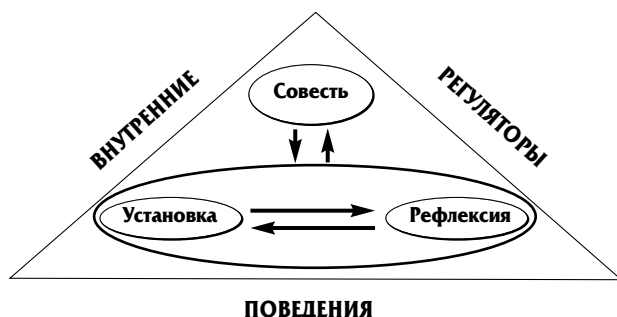 ВНУТРЕННИЕ
РЕГУЛЯТОРЫ
Совесть
Установка
Рефлексия
ПОВЕДЕНИЯ